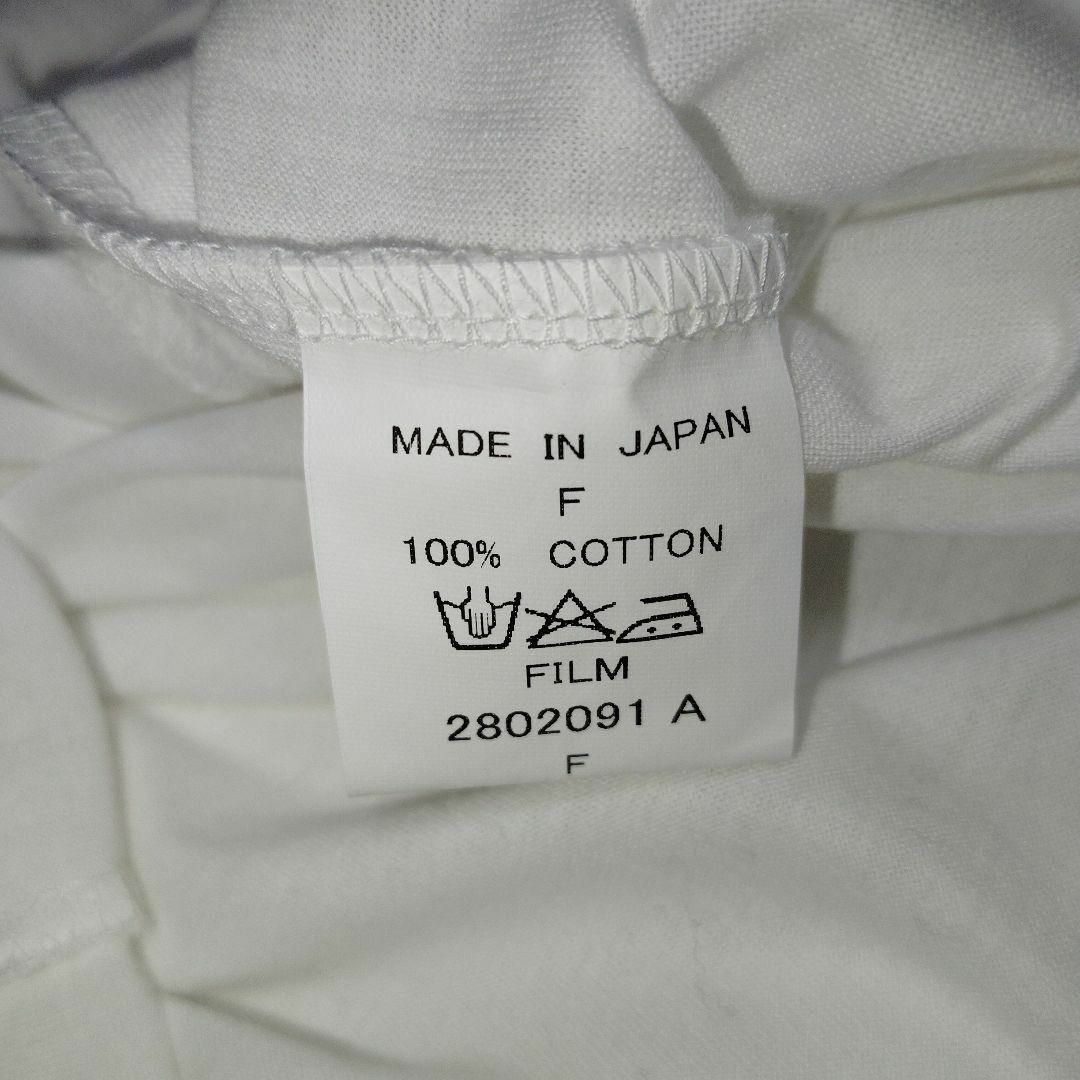 MADE IN JAPAN
F
100% COTTON
FILM
2802091 A
F